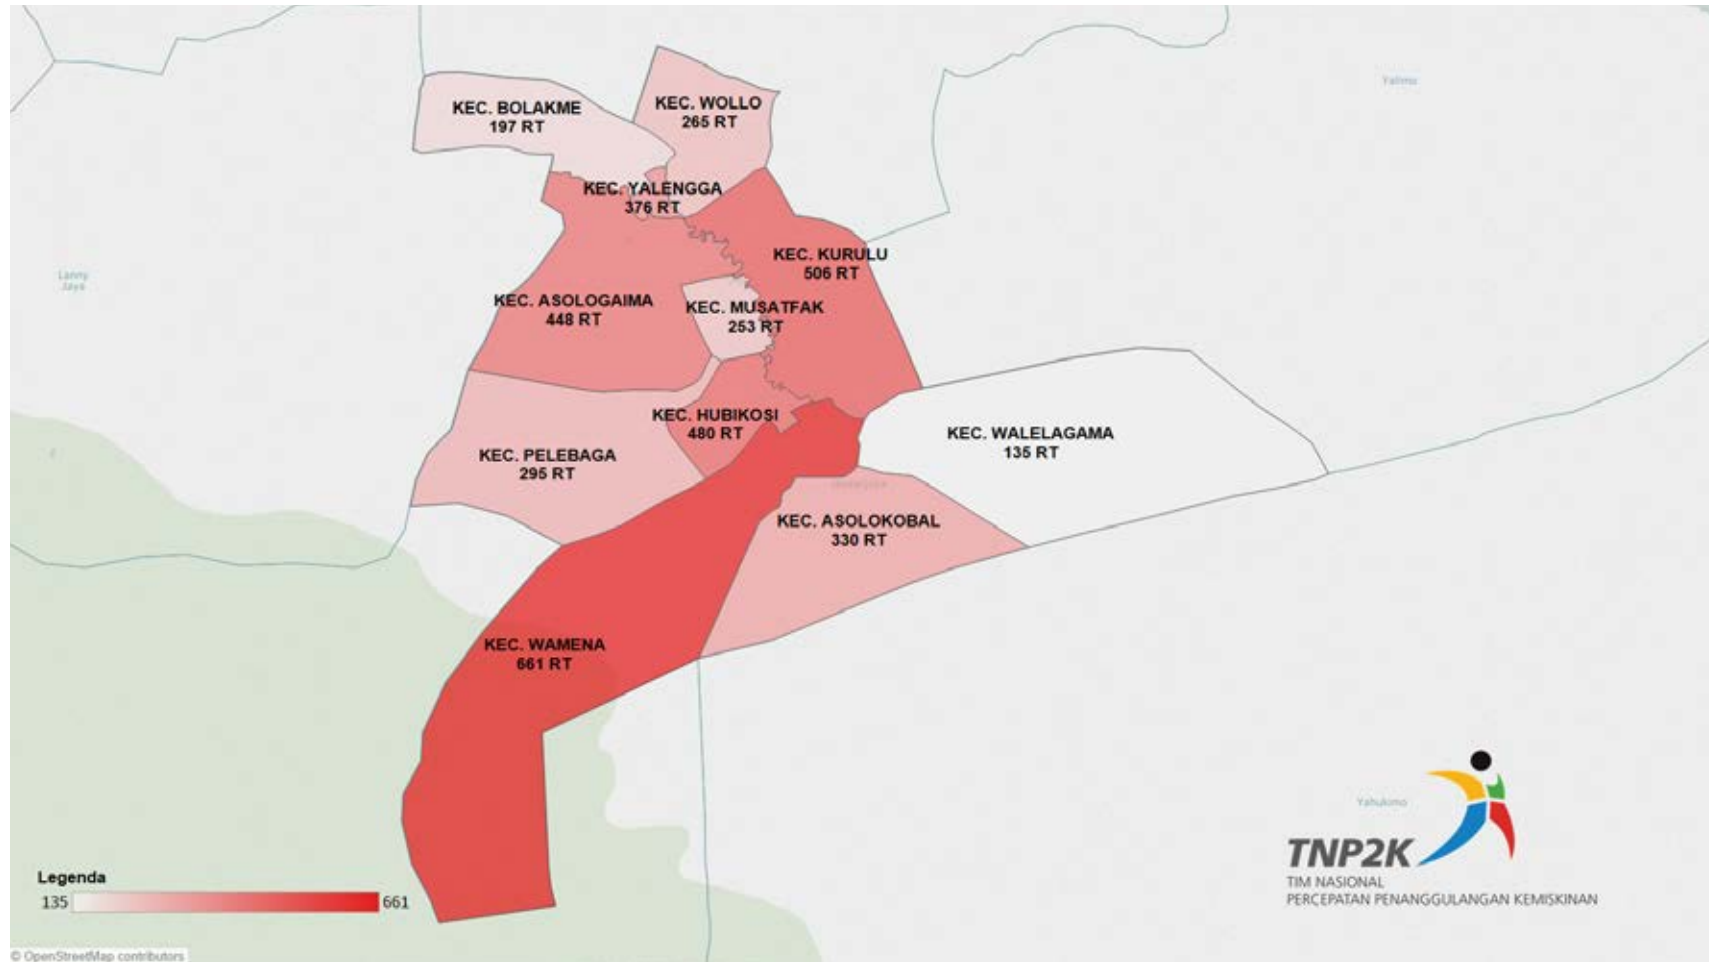 Yalimo
KEC. BOLAKME
197 RT
KEC. WOLLO
265 RT
KEC. YALENGGA
376 RT
KEC. KURULU
506 RT
Lanny
Jaya
KEC. ASOLOGAIMA
448 RT
KEC. MUSATFAK
253 RT
KEC. HUBIKOSI
480 RT
KEC. WALELAGAMA
135 RT
KEC. PELEBAGA
295 RT
KEC. ASOLOKOBAL
330 RT
KEC. WAMENA
661 RT
Yahukimo
TNP2K
TIM NASIONAL
PERCEPATAN PENANGGULANGAN KEMISKINAN
Legenda
135
661
© OpenStreetMap contributors